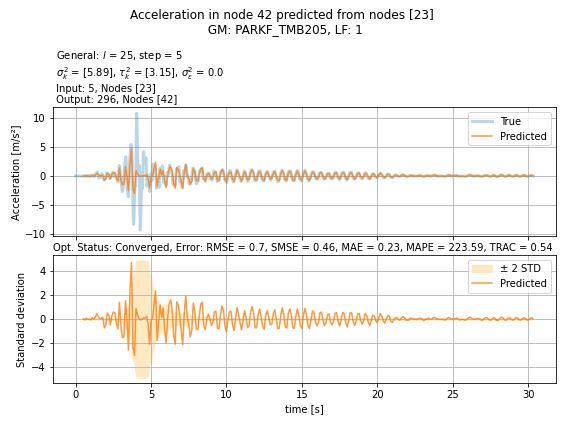 Acceleration in node 42 predicted from nodes [23]
GM: PARKF_TMB205, LF: 1
General: l = 25, step = 5
σ²ₖ = [5.89], τ²ₖ = [3.15], σ²ε = 0.0
Input: 5, Nodes [23]
Output: 296, Nodes [42]
Acceleration [m/s²]
10
5
0
−5
−10
True
Predicted
Opt. Status: Converged, Error: RMSE = 0.7, SMSE = 0.46, MAE = 0.23, MAPE = 223.59, TRAC = 0.54
Standard deviation
4
2
0
−2
−4
± 2 STD
Predicted
0 5 10 15 20 25 30
time [s]